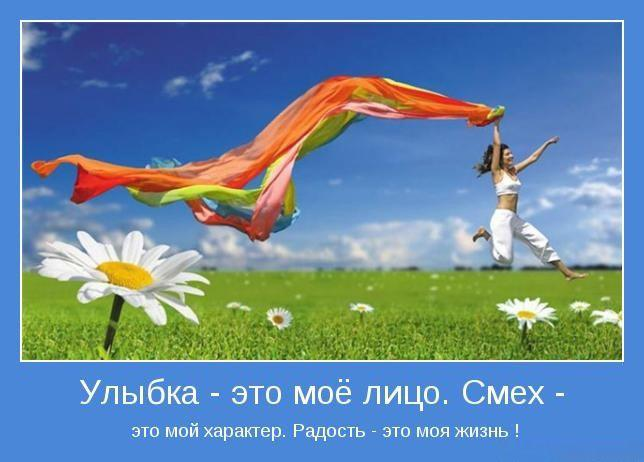 Улыбка - это моё лицо. Смех -
это мой характер. Радость - это моя жизнь !